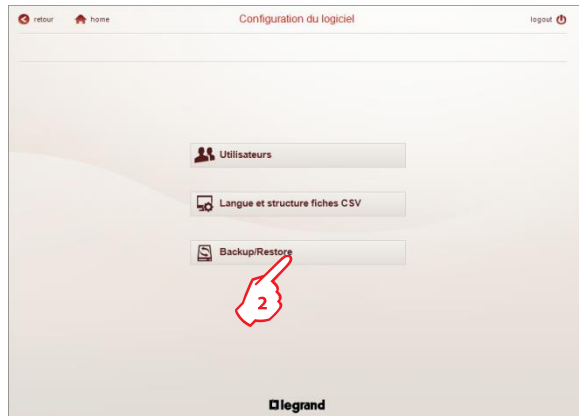 retour home Configuration du logiciel logout
Utilisateurs
Langue et structure fiches CSV
Backup/Restore
2
legrand